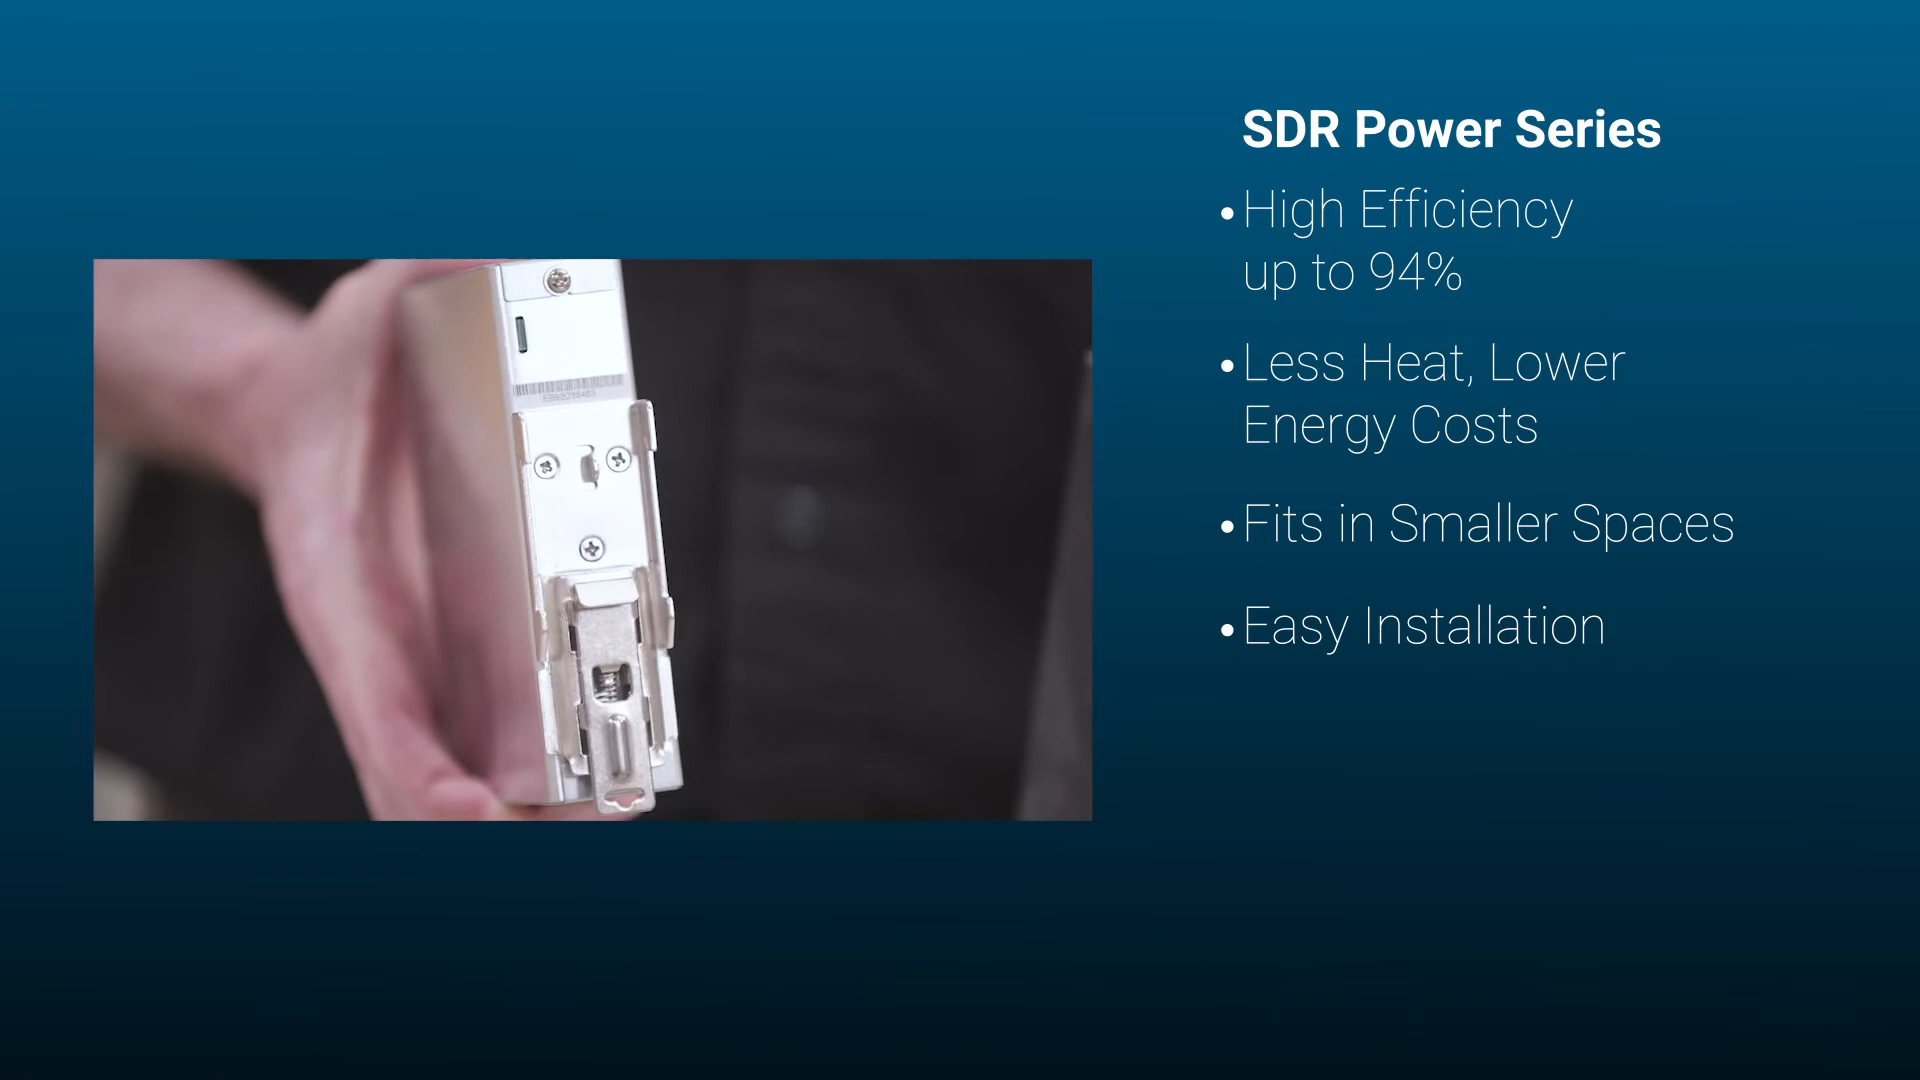 SDR Power Series
•High Efficiency
up to 94%
•Less Heat, Lower
Energy Costs
•Fits in Smaller Spaces
•Easy Installation